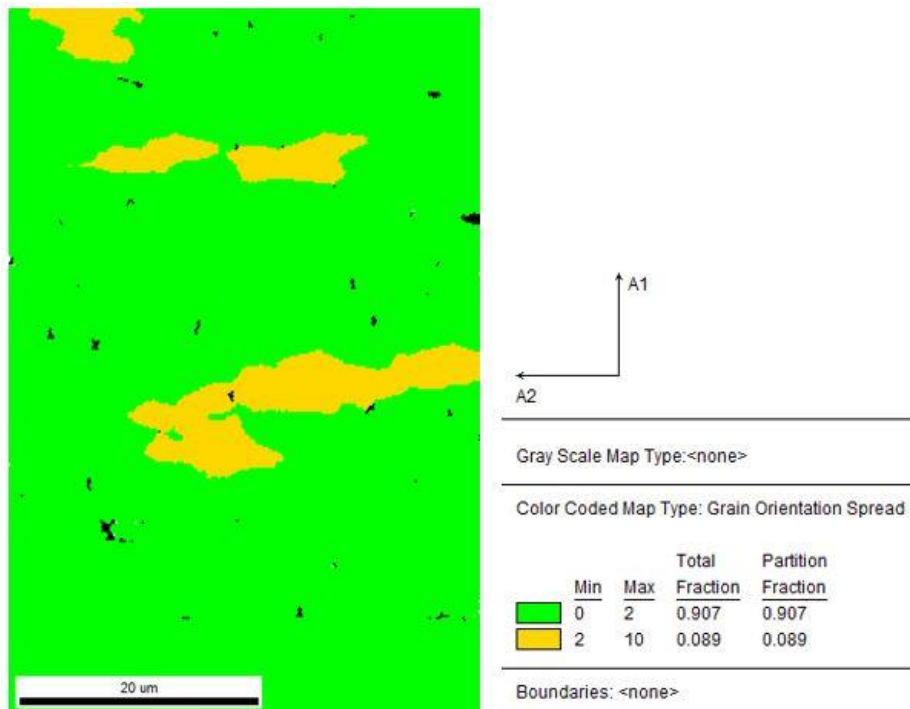 A1
A2
Gray Scale Map Type:<none>
Color Coded Map Type: Grain Orientation Spread
Total Partition
Min Max Fraction Fraction
0 2 0.907 0.907
2 10 0.089 0.089
Boundaries: <none>
20 um